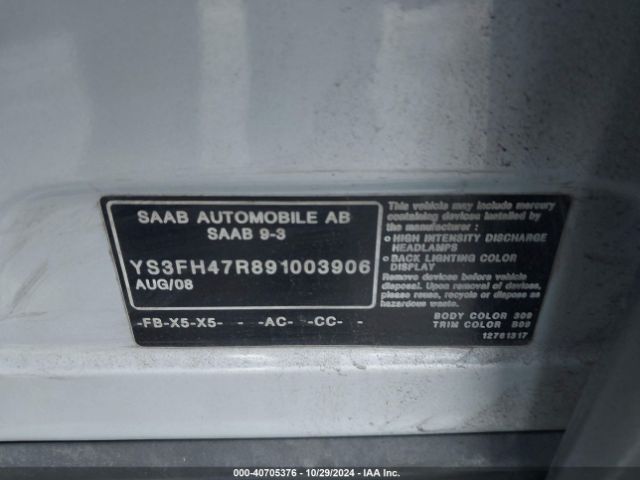 SAAB AUTOMOBILE AB
SAAB 9-3
YS3FH47R891003906
AUG/08
-FB-X5-X5- - -AC- -CC- -
This vehicle may include mercury
containing devices installed by
the manufacturer :
o HIGH INTENSITY DISCHARGE
HEADLAMPS
o BACK LIGHTING COLOR
DISPLAY
Remove devices before vehicle
disposal. Upon removal of devices,
please reuse, recycle or dispose as
hazardous waste.
BODY COLOR 309
TRIM COLOR B09
12761317
000-40705376 | 10/29/2024 | IAA Inc.